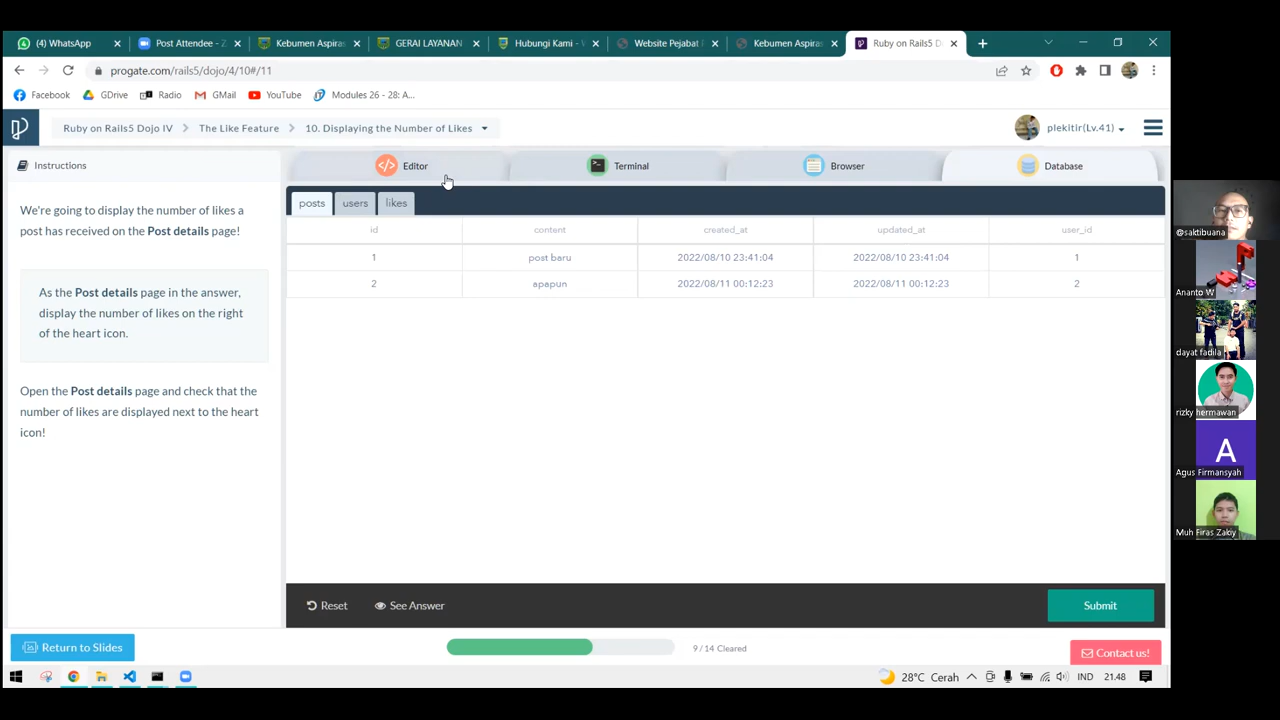 (4) WhatsApp
Post Attendee - Z
Kebumen Aspiras
GERAI LAYANAN
Hubungi Kami - W
Website Pejabat
Kebumen Aspiras
Ruby on Rails5 D
progate.com/rails5/dojo/4/10#/11
Facebook
GDrive
Radio
GMail
YouTube
Modules 26 - 28: A...
Ruby on Rails5 Dojo IV
The Like Feature
10. Displaying the Number of Likes
plekitir(Lv.41)
Instructions
Editor
Terminal
Browser
Database
We're going to display the number of likes a
post has received on the Post details page!
As the Post details page in the answer,
display the number of likes on the right
of the heart icon.
Open the Post details page and check that the
number of likes are displayed next to the heart
icon!
posts users likes
id content created_at updated_at user_id
1 post baru 2022/08/10 23:41:04 2022/08/10 23:41:04 1
2 apapun 2022/08/11 00:12:23 2022/08/11 00:12:23 2
@saktibuana
Ananto W
dayat fadila
rizky hermawan
A
Agus Firmansyah
Muh Firas Zakiy
Reset
See Answer
Submit
Return to Slides
9 / 14 Cleared
Contact us!
28°C Cerah
IND
21.48